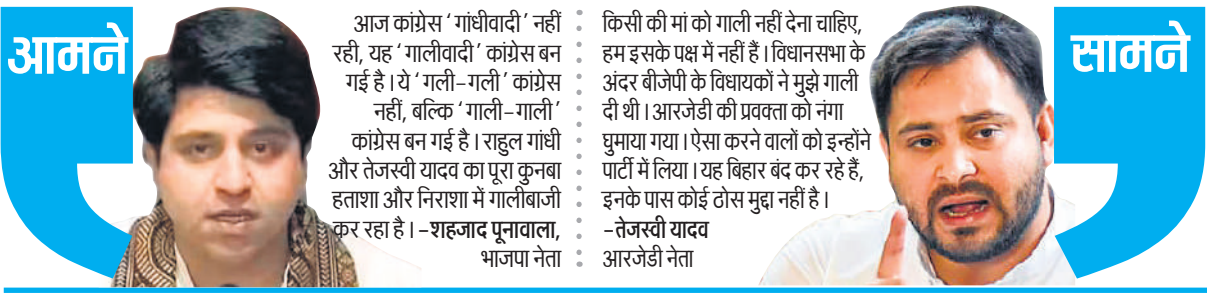 आमने
आज कांग्रेस ‘गांधीवादी’ नहीं
रही, यह ‘गालीवादी’ कांग्रेस बन
गई है। ये ‘गली-गली’ कांग्रेस
नहीं, बल्कि ‘गाली-गाली’
कांग्रेस बन गई है। राहुल गांधी
और तेजस्वी यादव का पूरा कुनबा
हताशा और निराशा में गालीबाजी
कर रहा है। -शहजाद पूनावाला,
भाजपा नेता
किसी की मां को गाली नहीं देना चाहिए,
हम इसके पक्ष में नहीं हैं। विधानसभा के
अंदर बीजेपी के विधायकों ने मुझे गाली
दी थी। आरजेडी की प्रवक्ता को नंगा
घुमाया गया। ऐसा करने वालों को इन्होंने
पार्टी में लिया। यह बिहार बंद कर रहे हैं,
इनके पास कोई ठोस मुद्दा नहीं है।
-तेजस्वी यादव
आरजेडी नेता
सामने